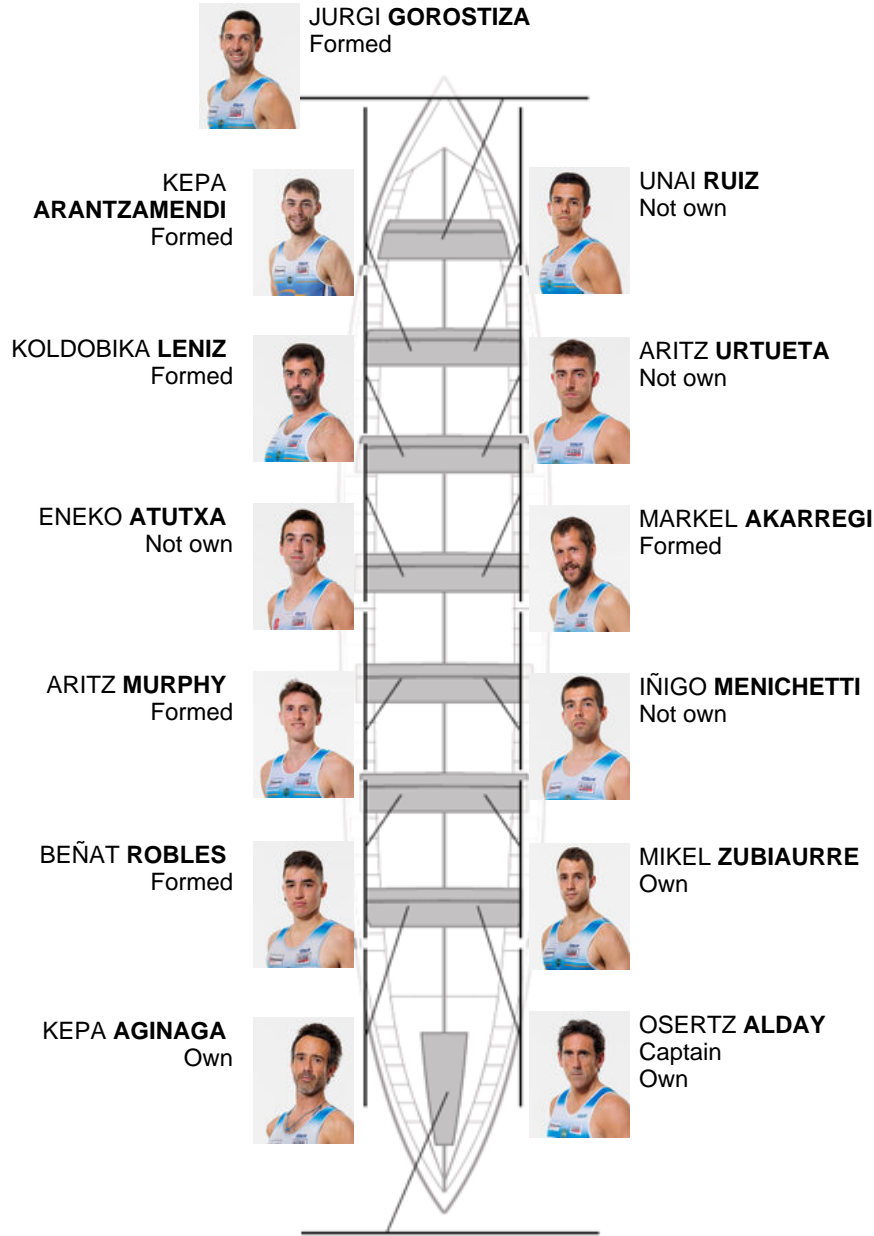 JURGI GOROSTIZA
Formed
KEPA
ARANTZAMENDI
Formed
UNAI RUIZ
Not own
KOLDOBIKA LENIZ
Formed
ARITZ URTUETA
Not own
ENEKO ATUTXA
Not own
MARKEL AKARREGI
Formed
ARITZ MURPHY
Formed
IÑIGO MENICHETTI
Not own
BEÑAT ROBLES
Formed
MIKEL ZUBIAURRE
Own
KEPA AGINAGA
Own
OSERTZ ALDAY
Captain
Own